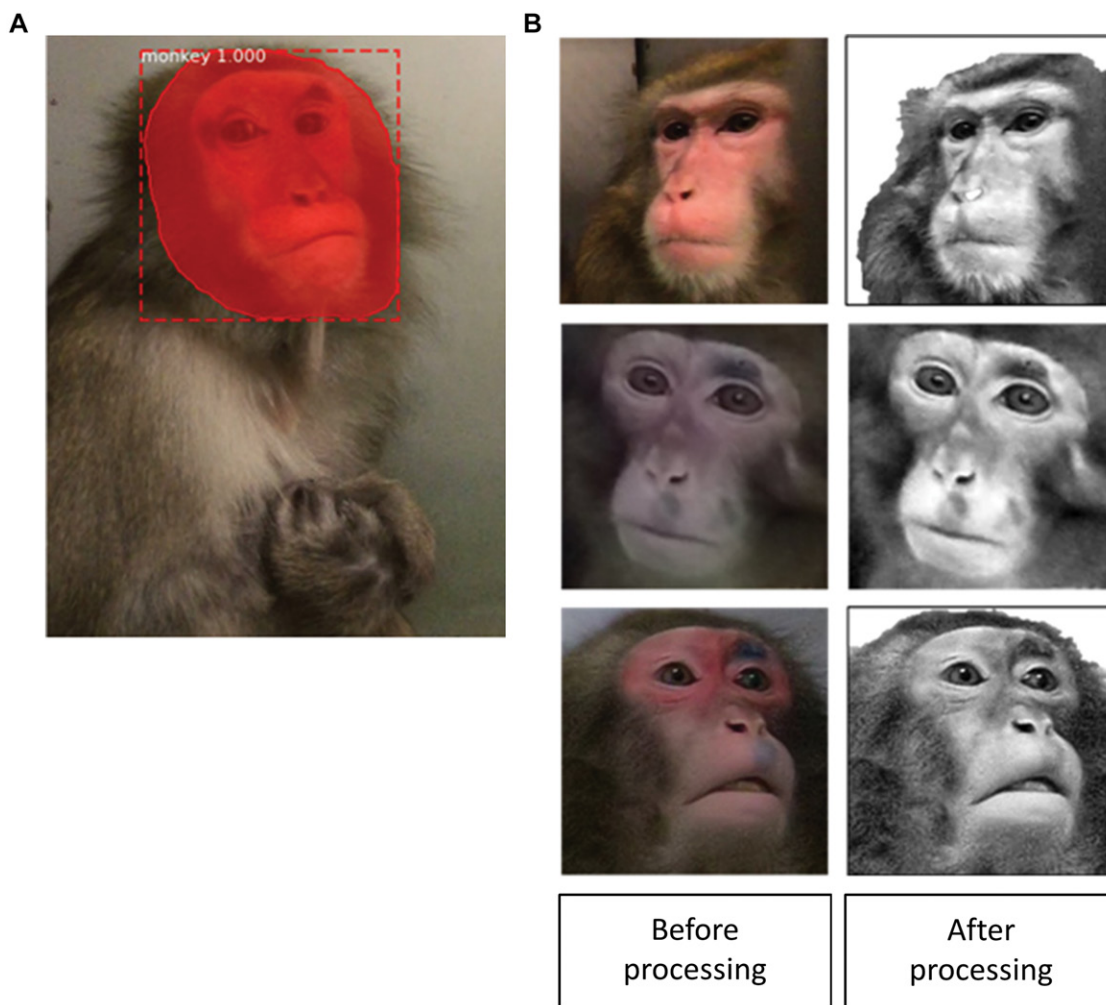 A
monkey 1.000
B
Before
processing
After
processing